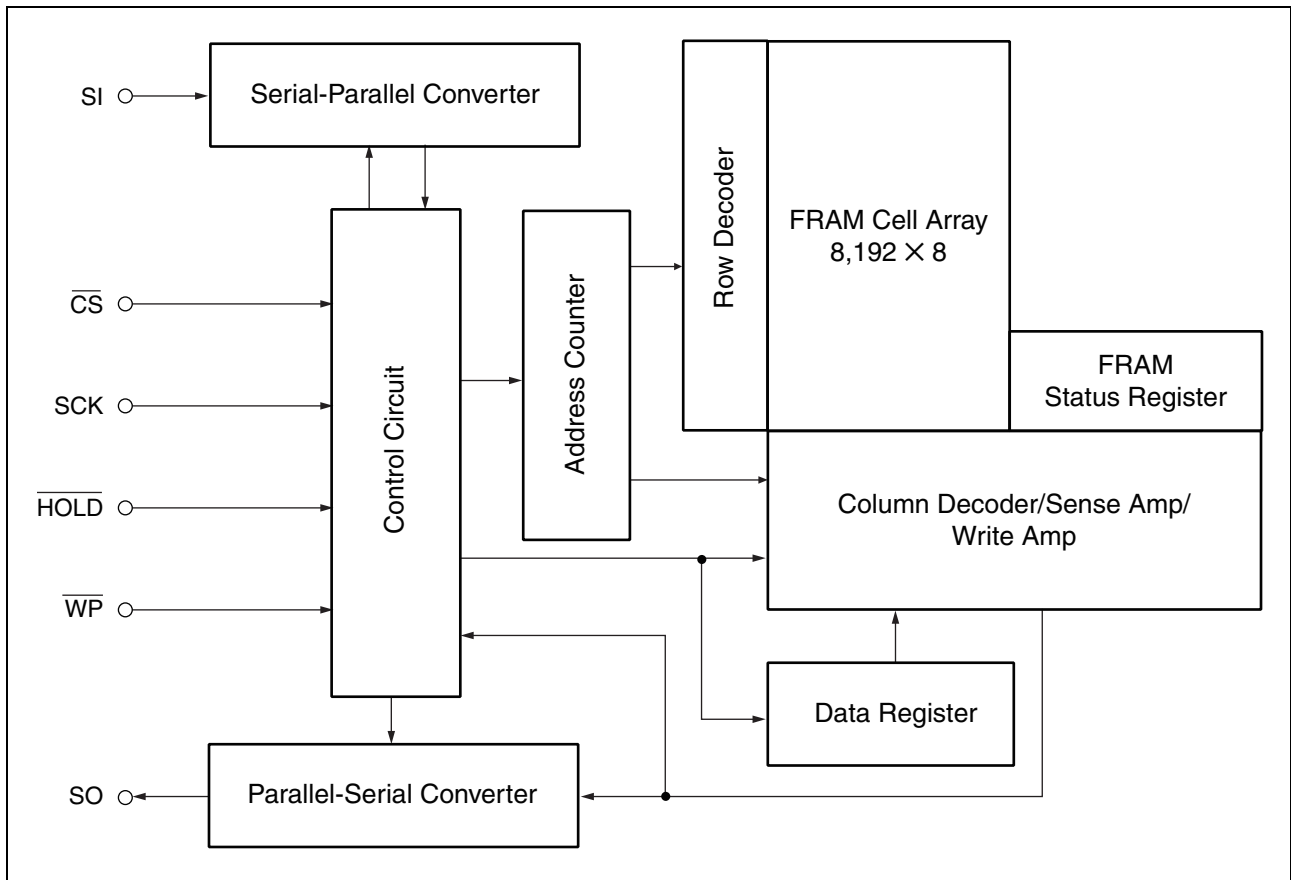 SI
Serial-Parallel Converter
CS
SCK
HOLD
WP
SO
Control Circuit
Address Counter
Row Decoder
FRAM Cell Array
8,192 × 8
FRAM
Status Register
Column Decoder/Sense Amp/
Write Amp
Data Register
Parallel-Serial Converter